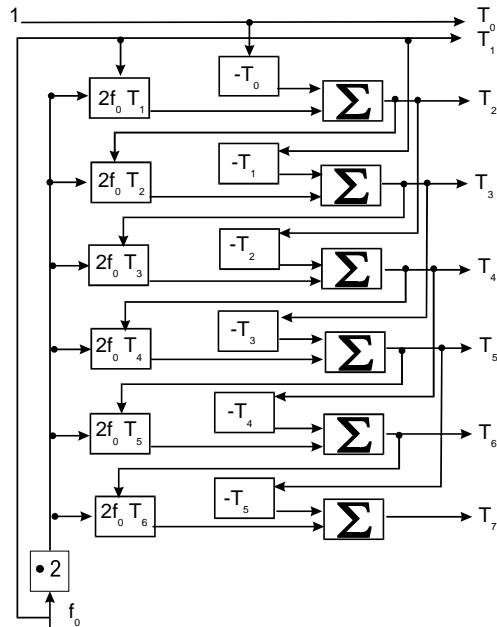 1
T₀
T₁
-T₀
2f₀ T₁
Σ
T₂
-T₁
2f₀ T₂
Σ
T₃
-T₂
2f₀ T₃
Σ
T₄
-T₃
2f₀ T₄
Σ
T₅
-T₄
2f₀ T₅
Σ
T₆
-T₅
2f₀ T₆
Σ
T₇
• 2
f₀